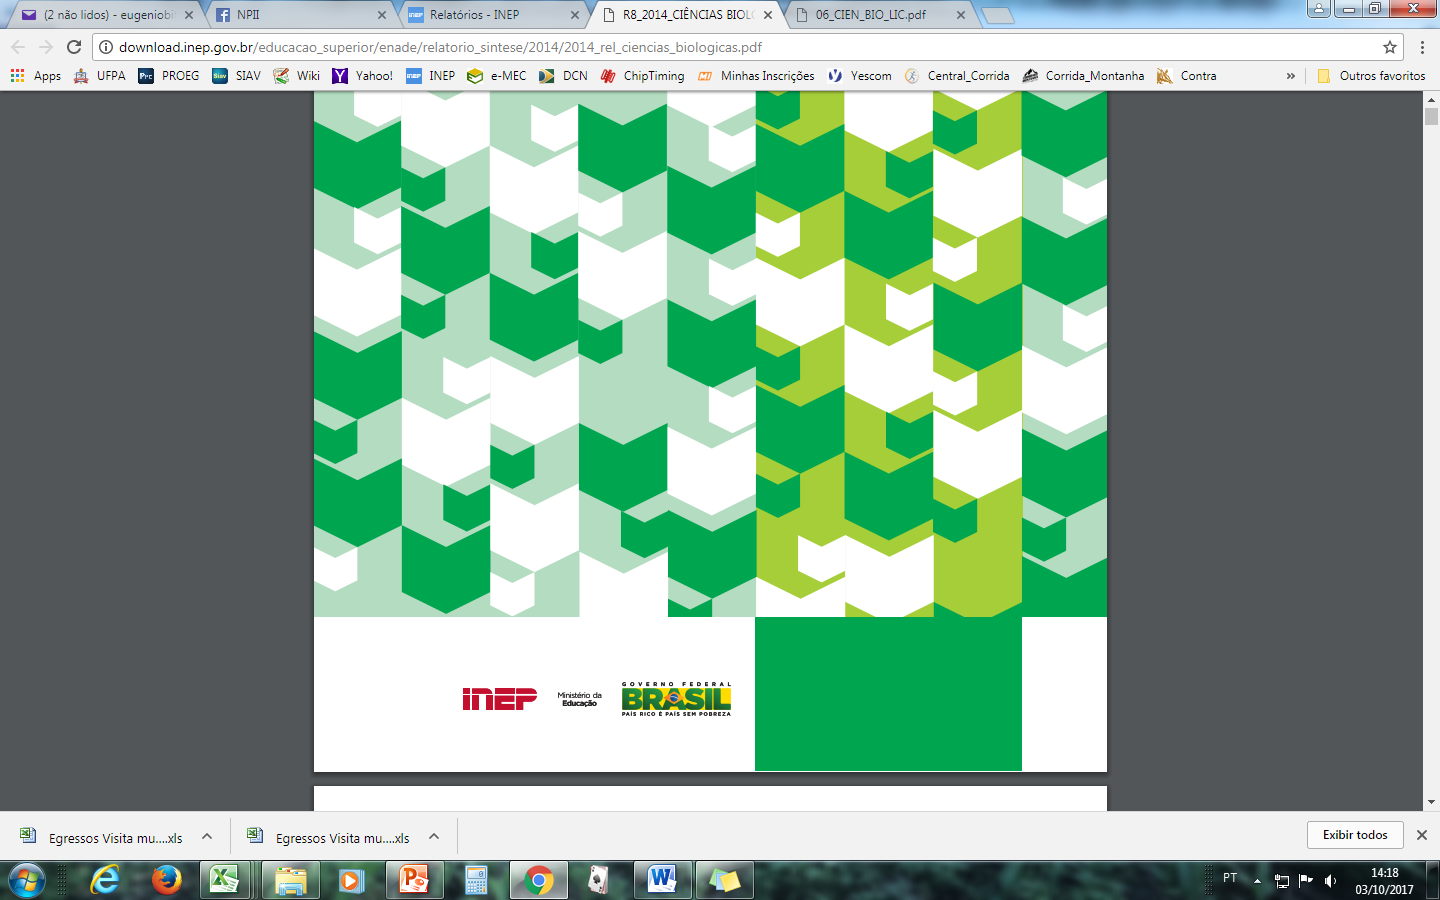 (2 não lidos) - eugeniobr
NPII
Relatórios - INEP
R8_2014_CIÊNCIAS BIOL
06_CIEN_BIO_LIC.pdf
download.inep.gov.br/educacao_superior/enade/relatorio_sintese/2014/2014_rel_ciencias_biologicas.pdf
Apps
UFPA
PROEG
SIAV
Wiki
Yahoo!
INEP
e-MEC
DCN
ChipTiming
Minhas Inscrições
Yescom
Central_Corrida
Corrida_Montanha
Contra
»
Outros favoritos
INEP
Ministério da
Educação
GOVERNO FEDERAL
BRASIL
PAÍS RICO É PAÍS SEM POBREZA
Egressos Visita mu....xls
Egressos Visita mu....xls
Exibir todos
PT
14:18
03/10/2017